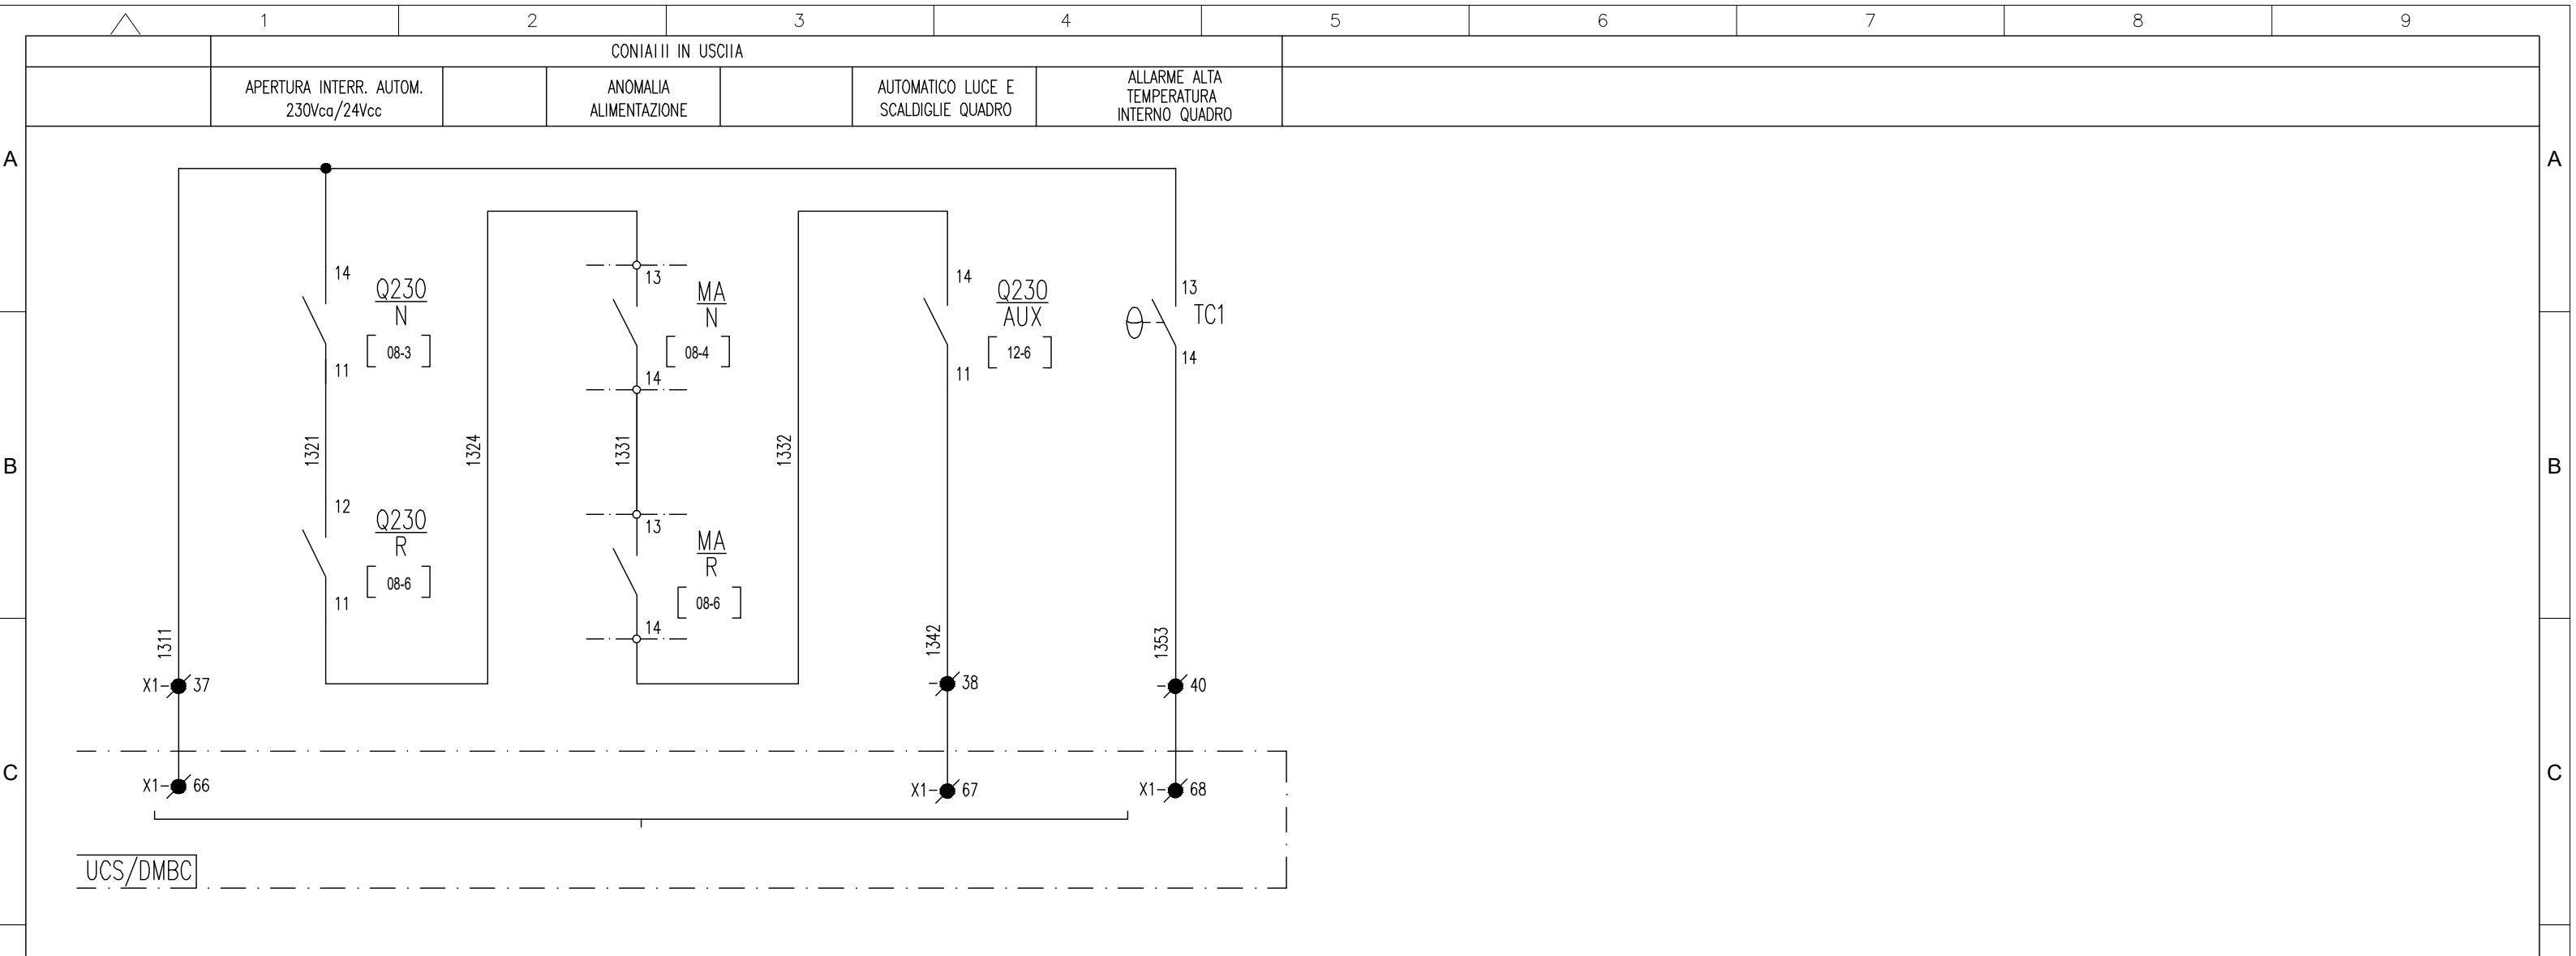 1 2 3 4 5 6 7 8 9
CONIAIII IN USCIIA
APERTURA INTERR. AUTOM.
230Vca/24Vcc
ANOMALIA
ALIMENTAZIONE
AUTOMATICO LUCE E
SCALDIGLIE QUADRO
ALLARME ALTA
TEMPERATURA
INTERNO QUADRO
A A
14
Q230
N
08-3
11
13
MA
N
08-4
14
14
Q230
AUX
12-6
11
13
TC1
14
B B
1321
1324
1331
1332
12
Q230
R
08-6
11
13
MA
R
08-6
14
1311
1342
1353
X1- 37
- 38
- 40
C C
X1- 66
X1- 67
X1- 68
UCS/DMBC